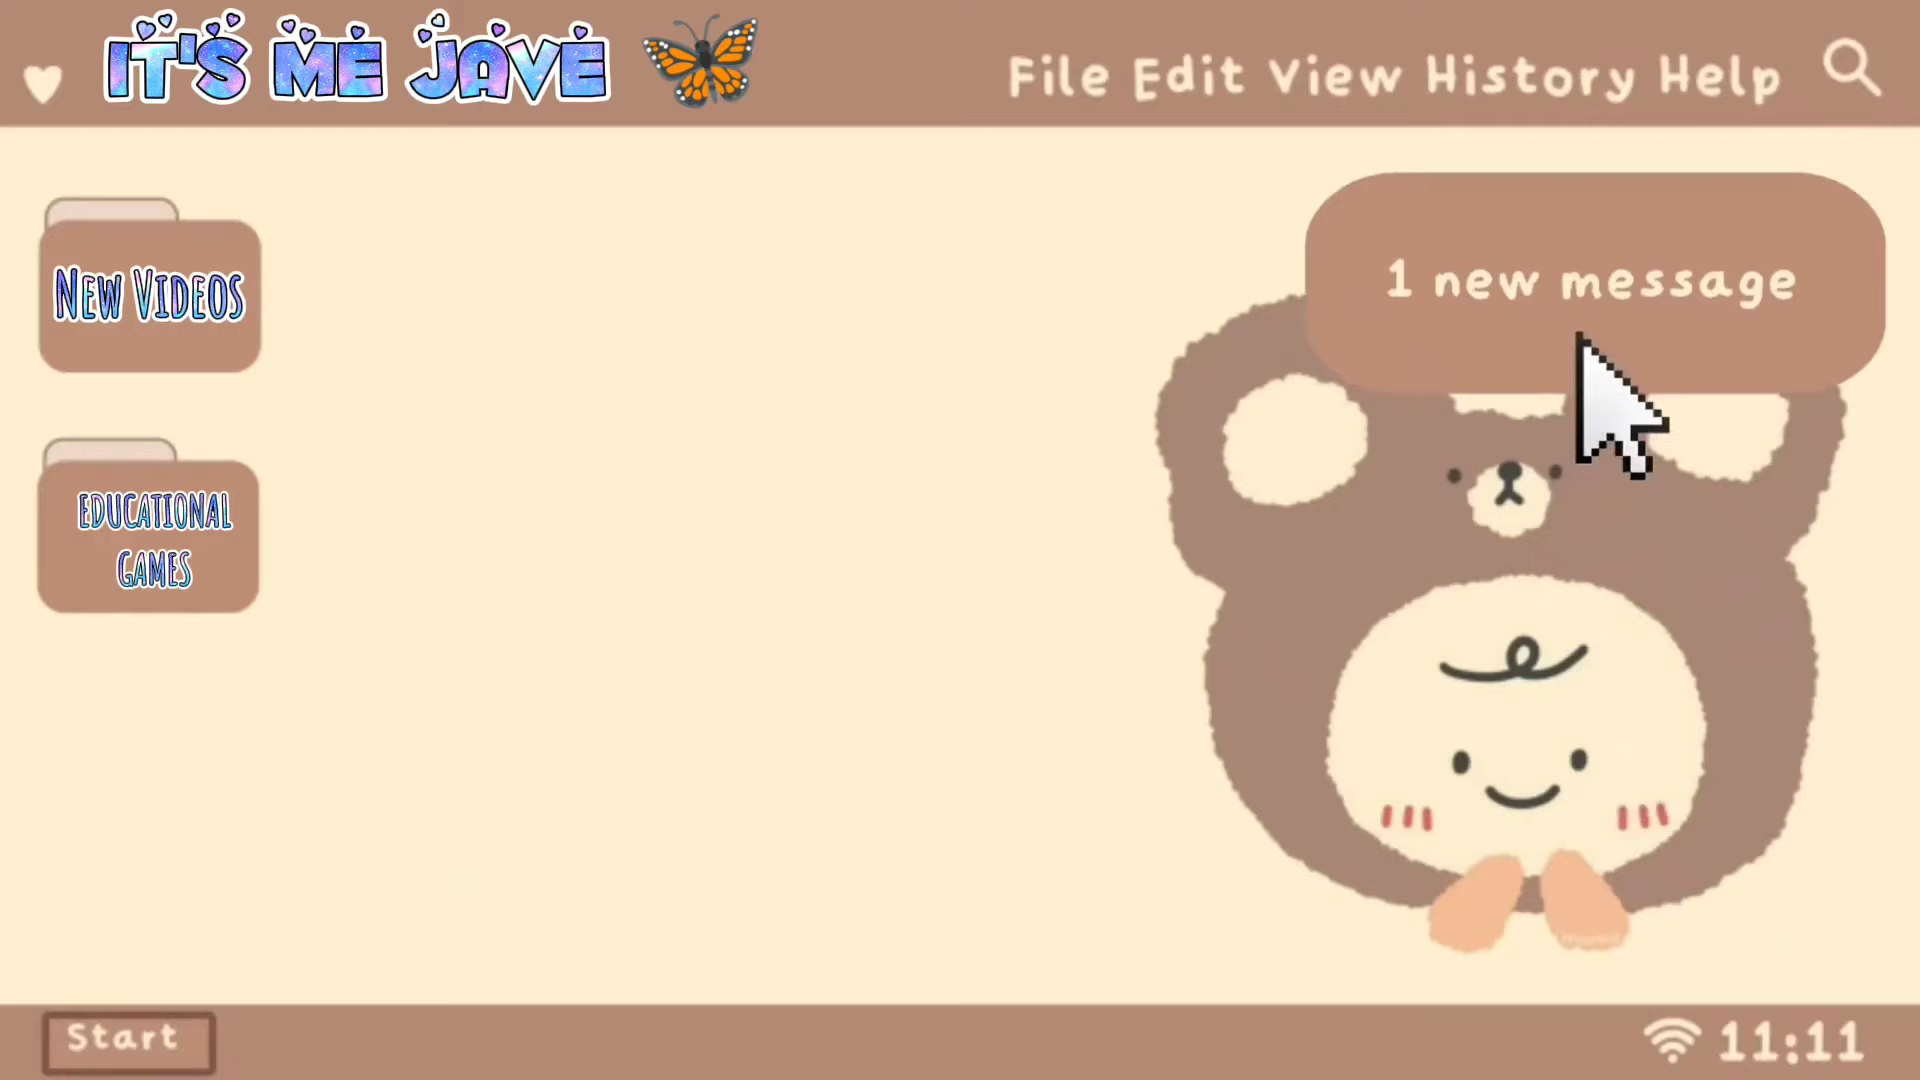 IT'S ME JAVE
File Edit View History Help
1 new message
New Videos
EDUCATIONAL
GAMES
Start
11:11